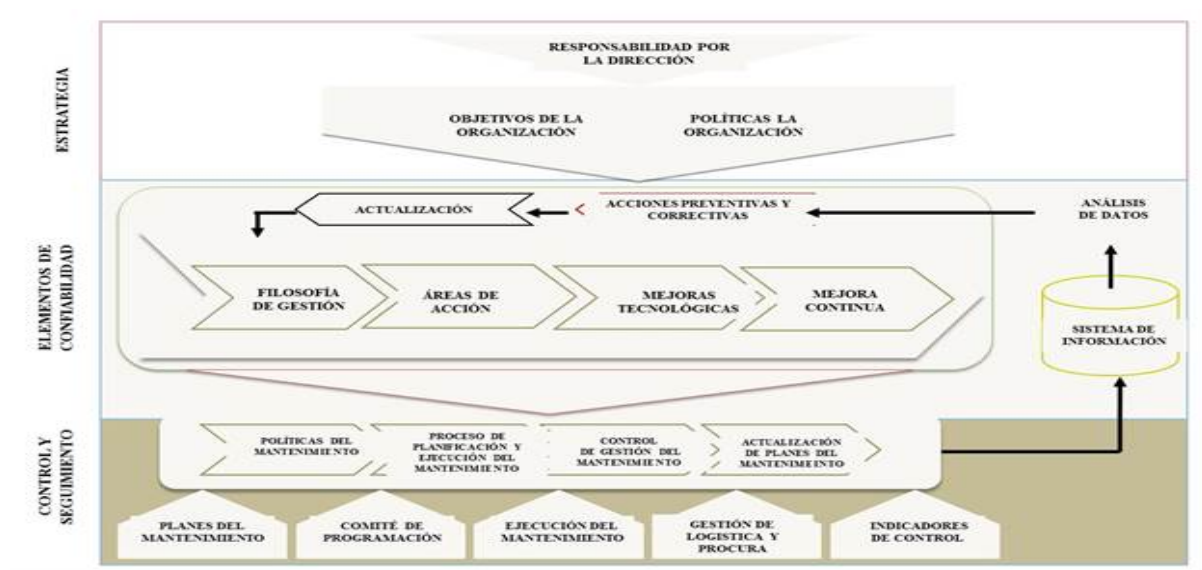 ESTRATEGIA
RESPONSABILIDAD POR
LA DIRECCIÓN
OBJETIVOS DE LA
ORGANIZACIÓN
POLÍTICAS LA
ORGANIZACIÓN
ELEMENTOS DE
CONFIABILIDAD
ACTUALIZACIÓN
ACCIONES PREVENTIVAS Y
CORRECTIVAS
ANÁLISIS
DE DATOS
FILOSOFÍA
DE GESTIÓN
ÁREAS DE
ACCIÓN
MEJORAS
TECNOLÓGICAS
MEJORA
CONTINUA
SISTEMA DE
INFORMACIÓN
CONTROL Y
SEGUIMIENTO
POLÍTICAS DEL
MANTENIMIENTO
PROCESO DE
PLANIFICACIÓN Y
EJECUCIÓN DEL
MANTENIMIENTO
CONTROL
DE GESTIÓN DEL
MANTENIMIENTO
ACTUALIZACIÓN
DE PLANES DEL
MANTENIMEINTO
PLANES DEL
MANTENIMIENTO
COMITÉ DE
PROGRAMACIÓN
EJECUCIÓN DEL
MANTENIMIENTO
GESTIÓN DE
LOGISTICA Y
PROCURA
INDICADORES
DE CONTROL